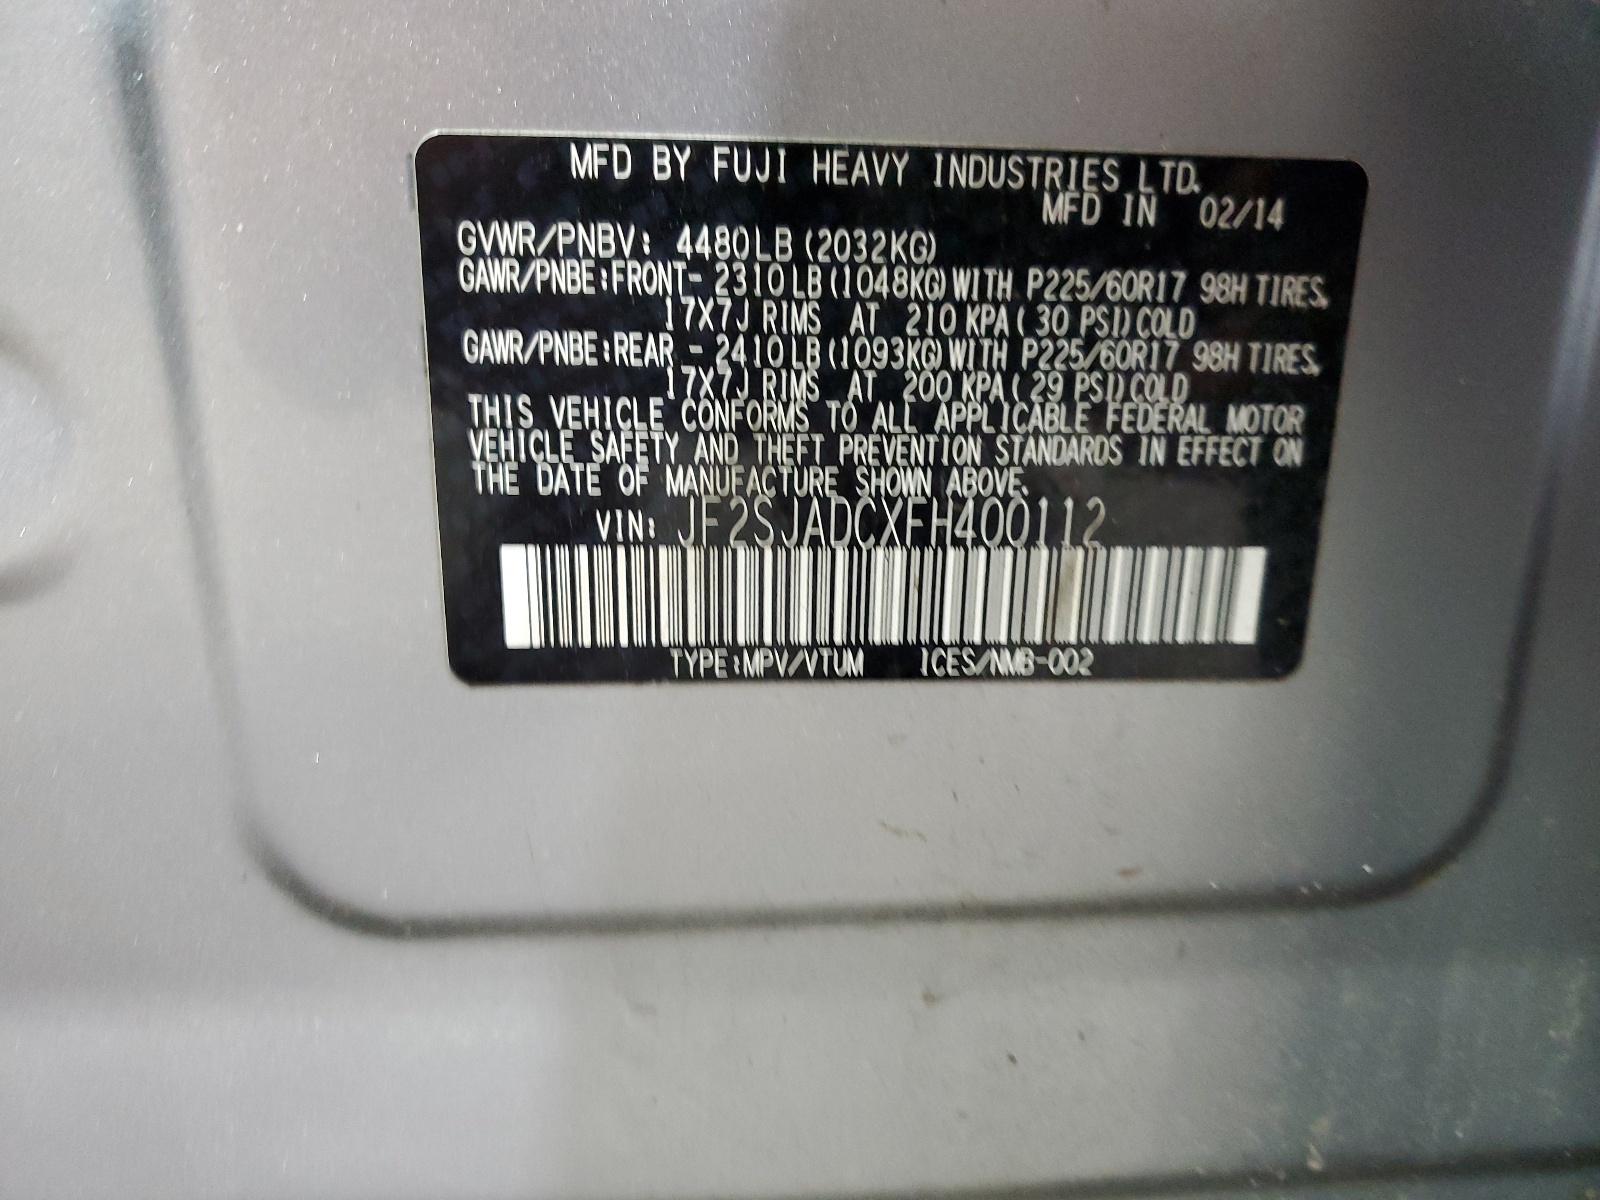 MFD BY FUJI HEAVY INDUSTRIES LTD.
MFD IN 02/14
GVWR/PNBV: 4480LB (2032KG)
GAWR/PNBE:FRONT- 2310LB(1048KG)WITH P225/60R17 98H TIRES,
17X7J RIMS AT 210 KPA(30 PSI)COLD
GAWR/PNBE:REAR - 2410LB(1093KG)WITH P225/60R17 98H TIRES,
17X7J RIMS AT 200 KPA(29 PSI)COLD
THIS VEHICLE CONFORMS TO ALL APPLICABLE FEDERAL MOTOR
VEHICLE SAFETY AND THEFT PREVENTION STANDARDS IN EFFECT ON
THE DATE OF MANUFACTURE SHOWN ABOVE.
VIN: JF2SJADCXFH400112
TYPE:MPV/VTUM ICES/NMB-002